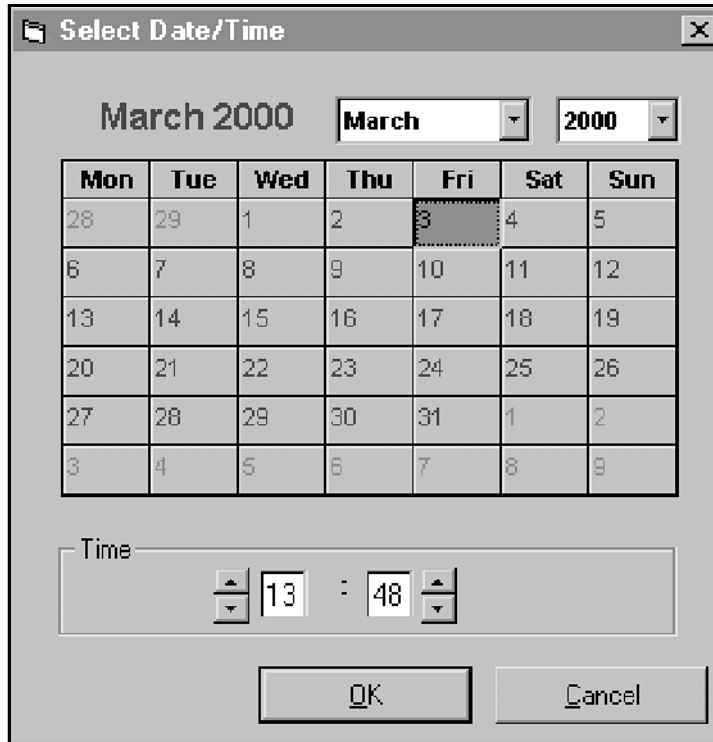 Select Date/Time
March 2000 March 2000
Mon Tue Wed Thu Fri Sat Sun
28 29 1 2 3 4 5
6 7 8 9 10 11 12
13 14 15 16 17 18 19
20 21 22 23 24 25 26
27 28 29 30 31 1 2
3 4 5 6 7 8 9
Time
13 : 48
OK Cancel